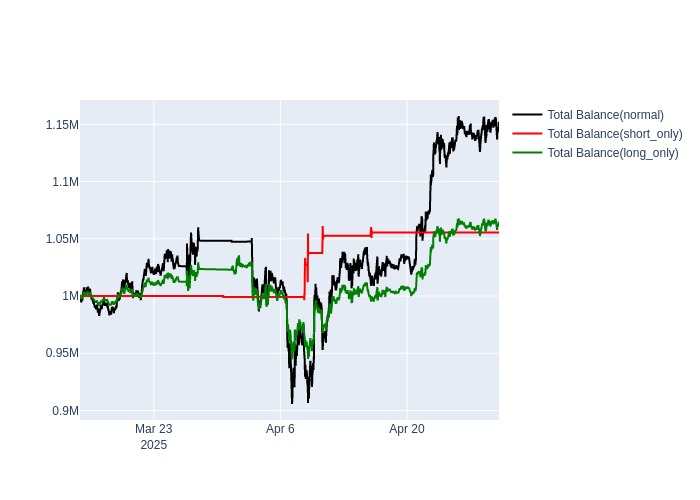 1.15M
1.1M
1.05M
1M
0.95M
0.9M
Mar 23
2025
Apr 6
Apr 20
Total Balance(normal)
Total Balance(short_only)
Total Balance(long_only)